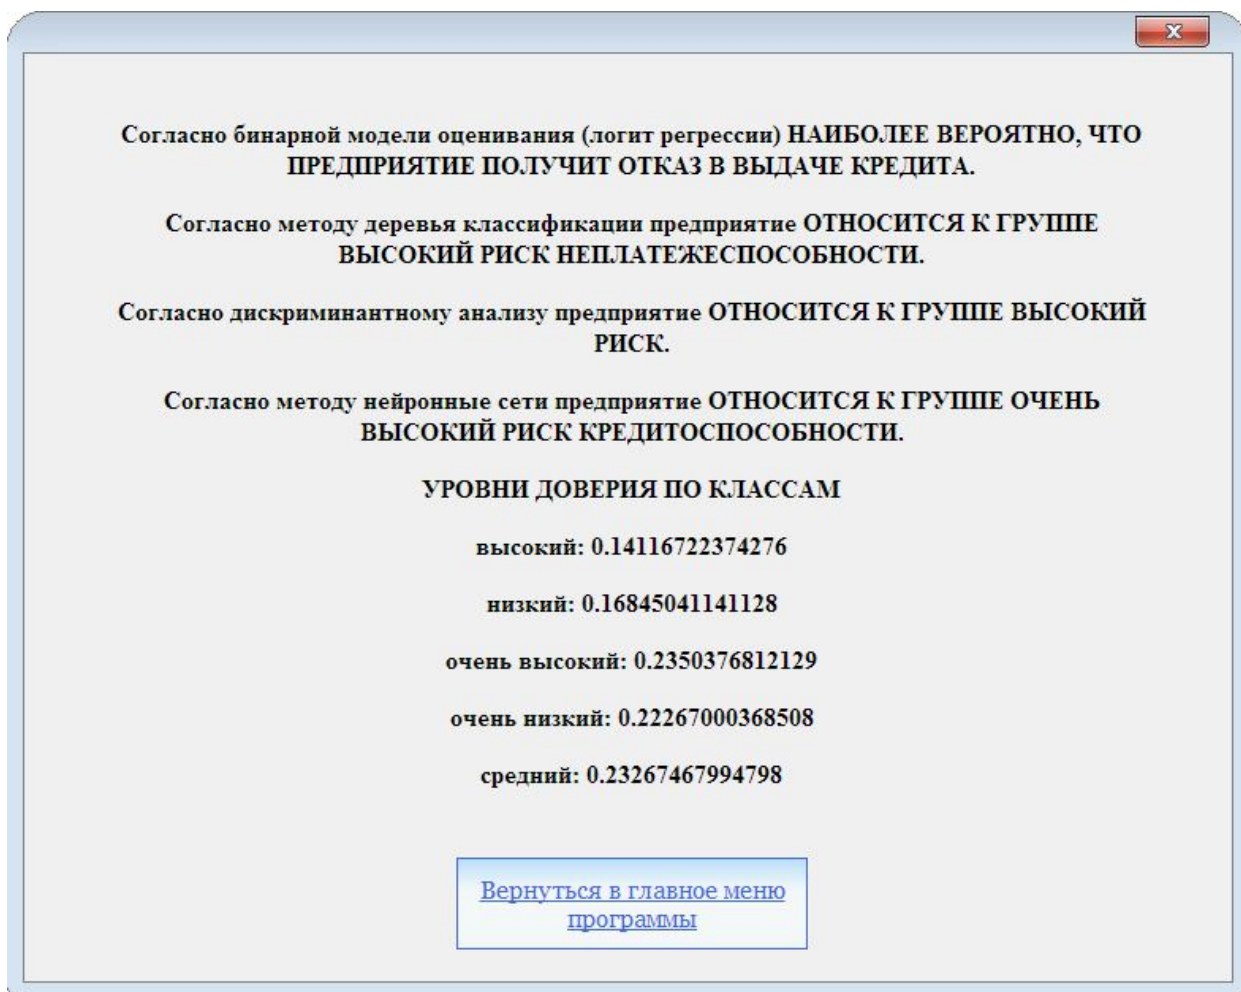 Согласно бинарной модели оценивания (логит регрессии) НАИБОЛЕЕ ВЕРОЯТНО, ЧТО
ПРЕДПРИЯТИЕ ПОЛУЧИТ ОТКАЗ В ВЫДАЧЕ КРЕДИТА.
Согласно методу деревья классификации предприятие ОТНОСИТСЯ К ГРУППЕ
ВЫСОКИЙ РИСК НЕПЛАТЕЖЕСПОСОБНОСТИ.
Согласно дискриминантному анализу предприятие ОТНОСИТСЯ К ГРУППЕ ВЫСОКИЙ
РИСК.
Согласно методу нейронные сети предприятие ОТНОСИТСЯ К ГРУППЕ ОЧЕНЬ
ВЫСОКИЙ РИСК КРЕДИТОСПОСОБНОСТИ.
УРОВНИ ДОВЕРИЯ ПО КЛАССАМ
высокий: 0.14116722374276
низкий: 0.16845041141128
очень высокий: 0.2350376812129
очень низкий: 0.22267000368508
средний: 0.23267467994798
Вернуться в главное меню
программы